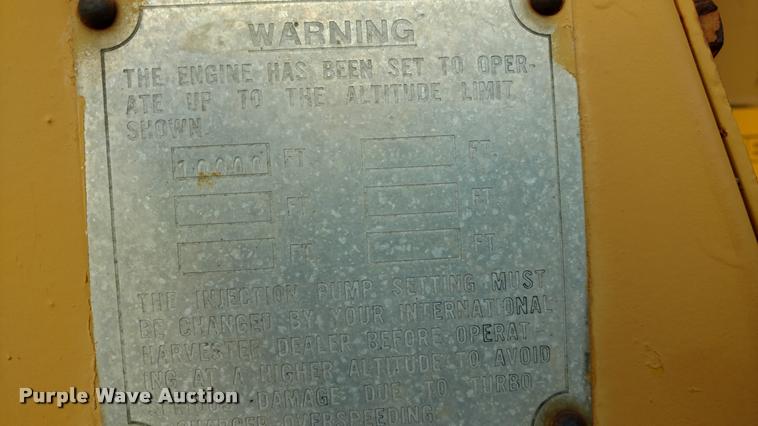 WARNING
THE ENGINE HAS BEEN SET TO OPER-
ATE UP TO THE ALTITUDE LIMIT
SHOWN.
10000 FT. FT.
FT. FT.
FT. FT.
THE INJECTION PUMP SETTING MUST
BE CHANGED BY YOUR INTERNATIONAL
HARVESTER DEALER BEFORE OPERAT
ING AT A HIGHER ALTITUDE TO AVOID
SERIOUS DAMAGE DUE TO TURBO-
CHARGER OVERSPEEDING.
Purple Wave Auction